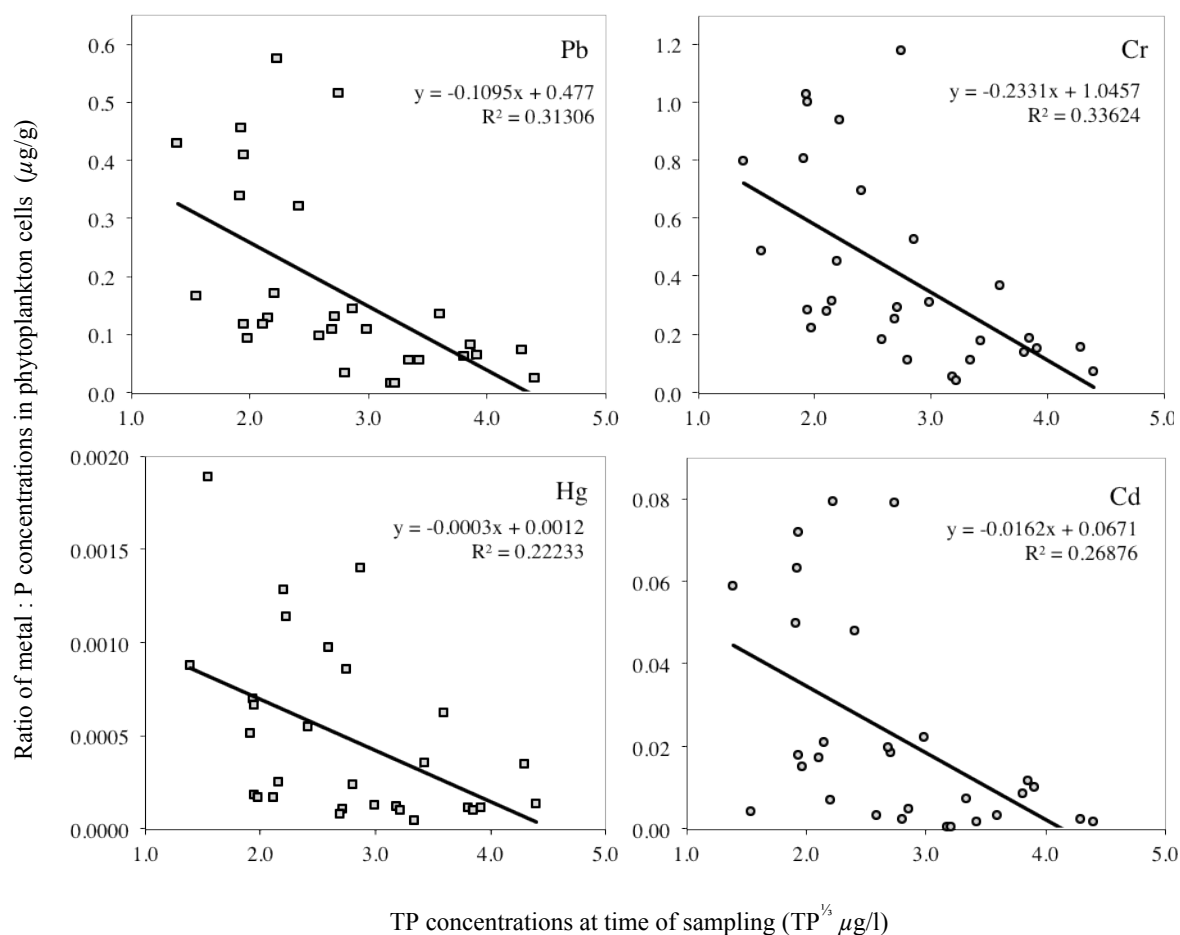 Ratio of metal : P concentrations in phytoplankton cells (µg/g)
Pb
y = -0.1095x + 0.477
R² = 0.31306
0.6
0.5
0.4
0.3
0.2
0.1
0.0
1.0 2.0 3.0 4.0 5.0
Cr
y = -0.2331x + 1.0457
R² = 0.33624
1.2
1.0
0.8
0.6
0.4
0.2
0.0
1.0 2.0 3.0 4.0 5.0
Hg
y = -0.0003x + 0.0012
R² = 0.22233
0.0020
0.0015
0.0010
0.0005
0.0000
1.0 2.0 3.0 4.0 5.0
Cd
y = -0.0162x + 0.0671
R² = 0.26876
0.08
0.06
0.04
0.02
0.00
1.0 2.0 3.0 4.0 5.0
TP concentrations at time of sampling (TP^⅓ µg/l)